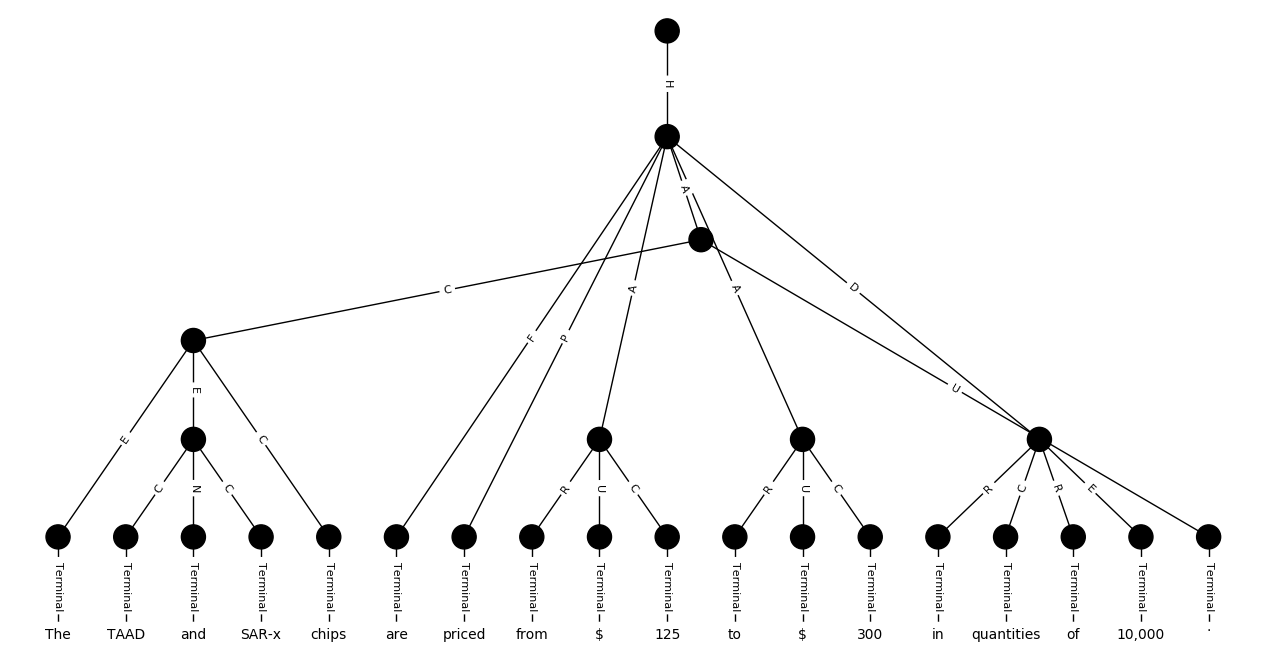 H
A
A
A
D
C
F
P
U
E
E
C
C
N
C
R
U
C
R
U
C
R
C
R
E
Terminal Terminal Terminal Terminal Terminal Terminal Terminal Terminal Terminal Terminal Terminal Terminal Terminal Terminal Terminal Terminal Terminal Terminal
The TAAD and SAR-x chips are priced from $ 125 to $ 300 in quantities of 10,000 .